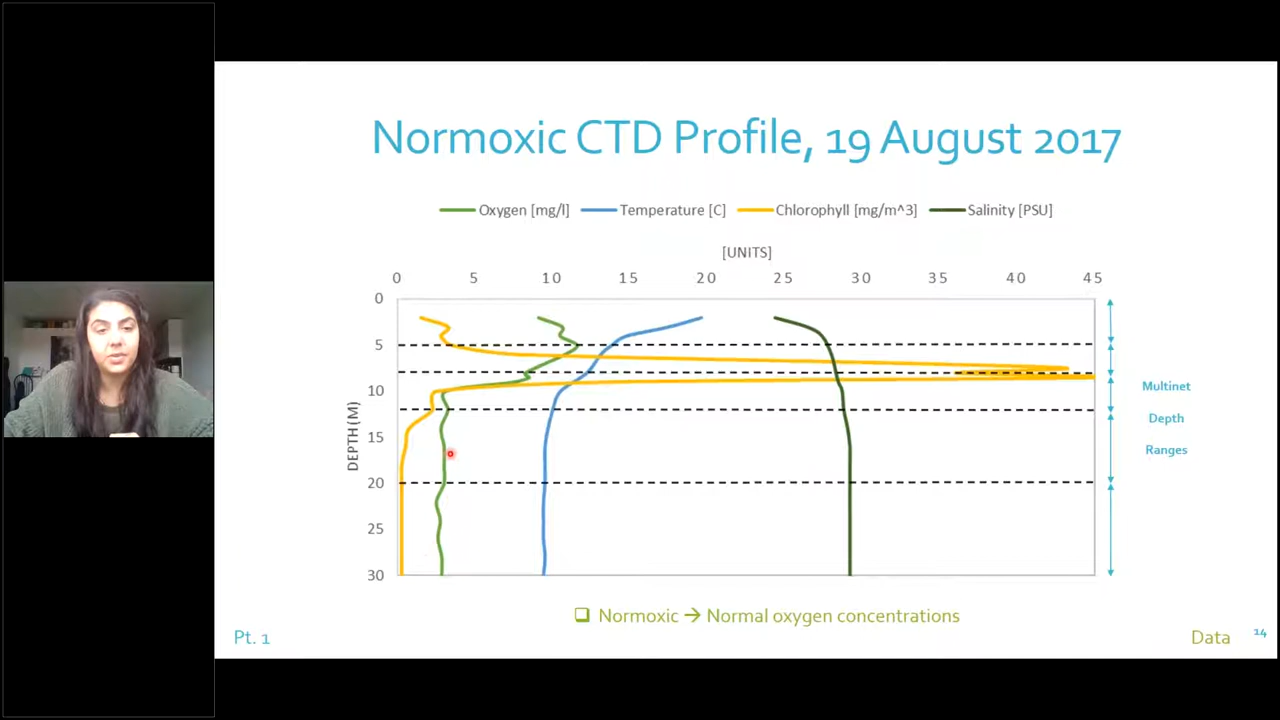 Normoxic CTD Profile, 19 August 2017
Oxygen [mg/l] Temperature [C] Chlorophyll [mg/m^3] Salinity [PSU]
[UNITS]
0 5 10 15 20 25 30 35 40 45
DEPTH (M)
0
5
10
15
20
25
30
Multinet
Depth
Ranges
❑ Normoxic → Normal oxygen concentrations
Pt. 1
Data 14